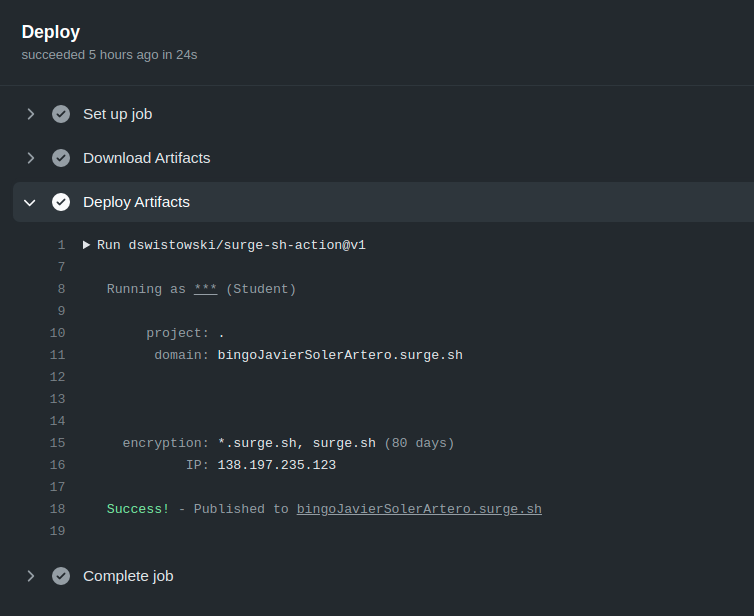 Deploy
succeeded 5 hours ago in 24s
Set up job
Download Artifacts
Deploy Artifacts
1 Run dswistowski/surge-sh-action@v1
7
8 Running as *** (Student)
9
10 project: .
11 domain: bingoJavierSolerArtero.surge.sh
12
13
14
15 encryption: *.surge.sh, surge.sh (80 days)
16 IP: 138.197.235.123
17
18 Success! - Published to bingoJavierSolerArtero.surge.sh
19
Complete job